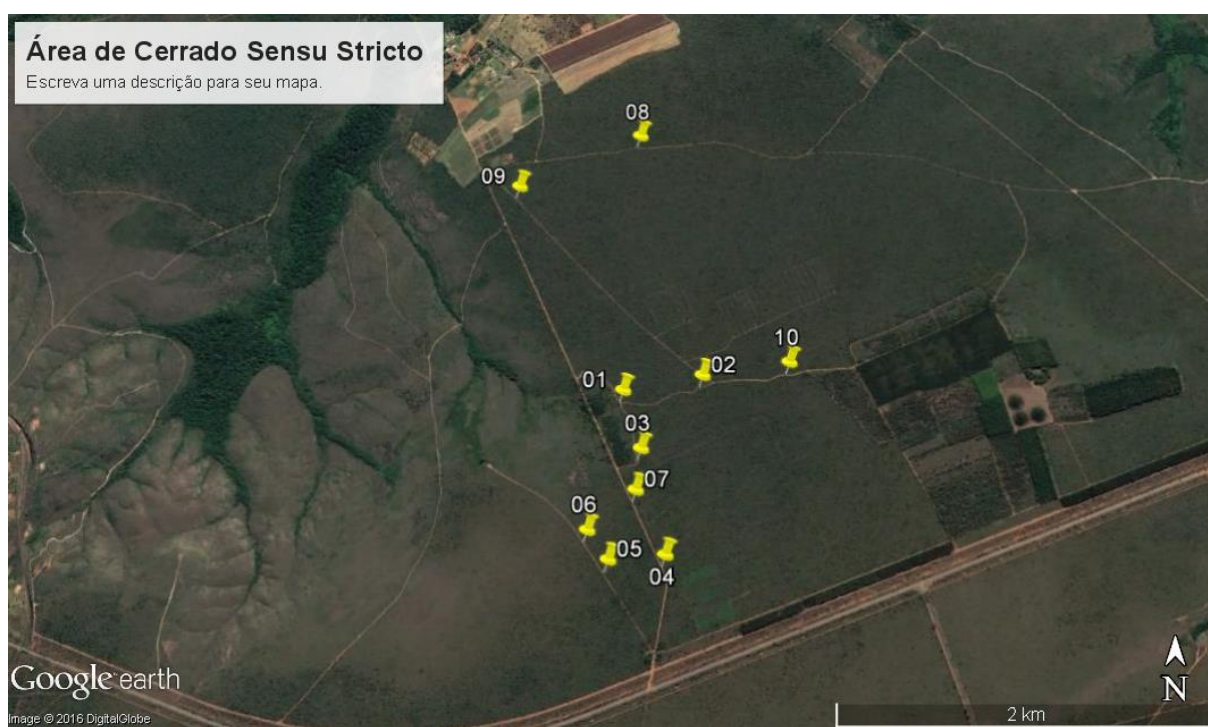 Área de Cerrado Sensu Stricto
Escreva uma descrição para seu mapa.
08
09
10
02
01
03
07
06
05
04
Google earth
N
Image © 2016 DigitalGlobe
2 km